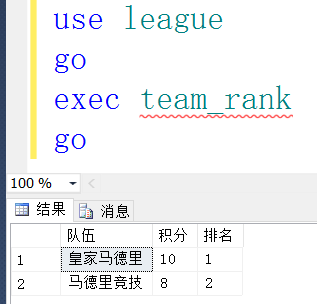 use league
go
exec team_rank
go
100 %
结果 消息
队伍 积分 排名
1 皇家马德里 10 1
2 马德里竞技 8 2